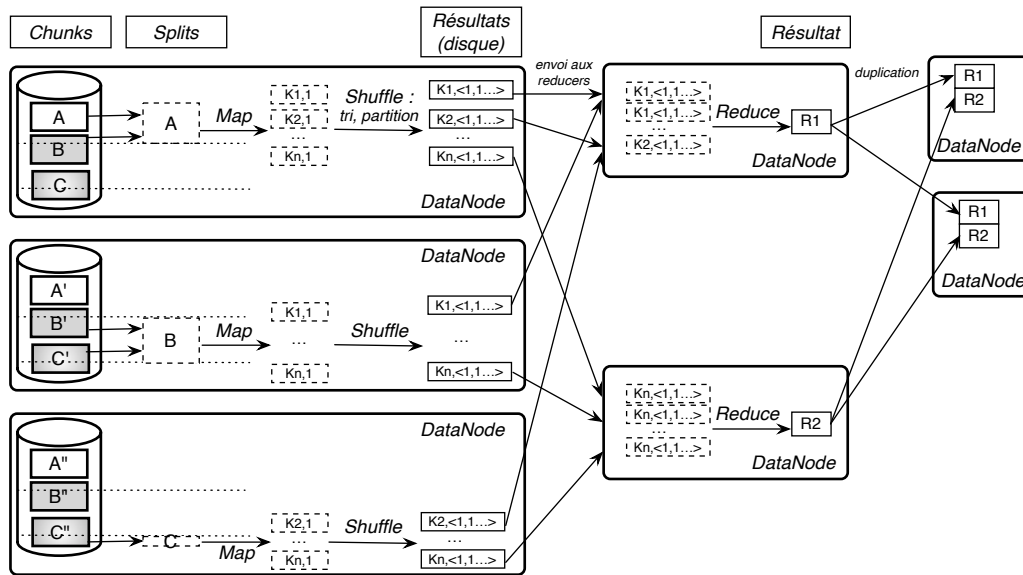 Chunks
Splits
Résultats
(disque)
Résultat
envoi aux
reducers
duplication
A
B
C
A
Map
K1,1
K2,1
...
Kn,1
Shuffle :
tri, partition
K1,<1,1...>
K2,<1,1...>
...
Kn,<1,1...>
DataNode
A'
B'
C'
B
Map
K1,1
...
Kn,1
Shuffle
DataNode
K1,<1,1...>
...
Kn,<1,1...>
A"
B"
C"
C
Map
K2,1
...
Kn,1
Shuffle
DataNode
K2,<1,1...>
...
Kn,<1,1...>
K1,<1,1...>
K1,<1,1...>
...
K2,<1,1...>
Reduce
R1
DataNode
Kn,<1,1...>
Kn,<1,1...>
...
Kn,<1,1...>
Reduce
R2
DataNode
R1
R2
DataNode
R1
R2
DataNode